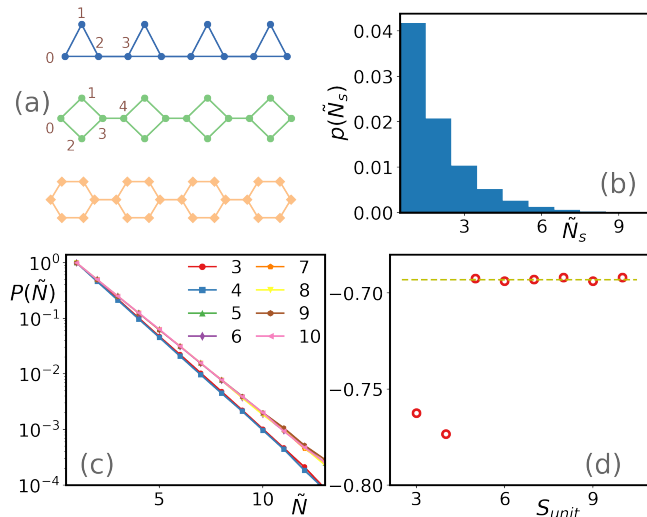 1
0 2 3
(a)
1
4
0
3
2
p(Ñₛ)
0.04
0.03
0.02
0.01
0.00
3 6 9
Ñₛ
(b)
P(Ñ)
10⁰
10⁻¹
10⁻²
10⁻³
10⁻⁴
3 7
4 8
5 9
6 10
(c)
5 10
Ñ
−0.70
−0.75
−0.80
(d)
3 6 9
S_unit